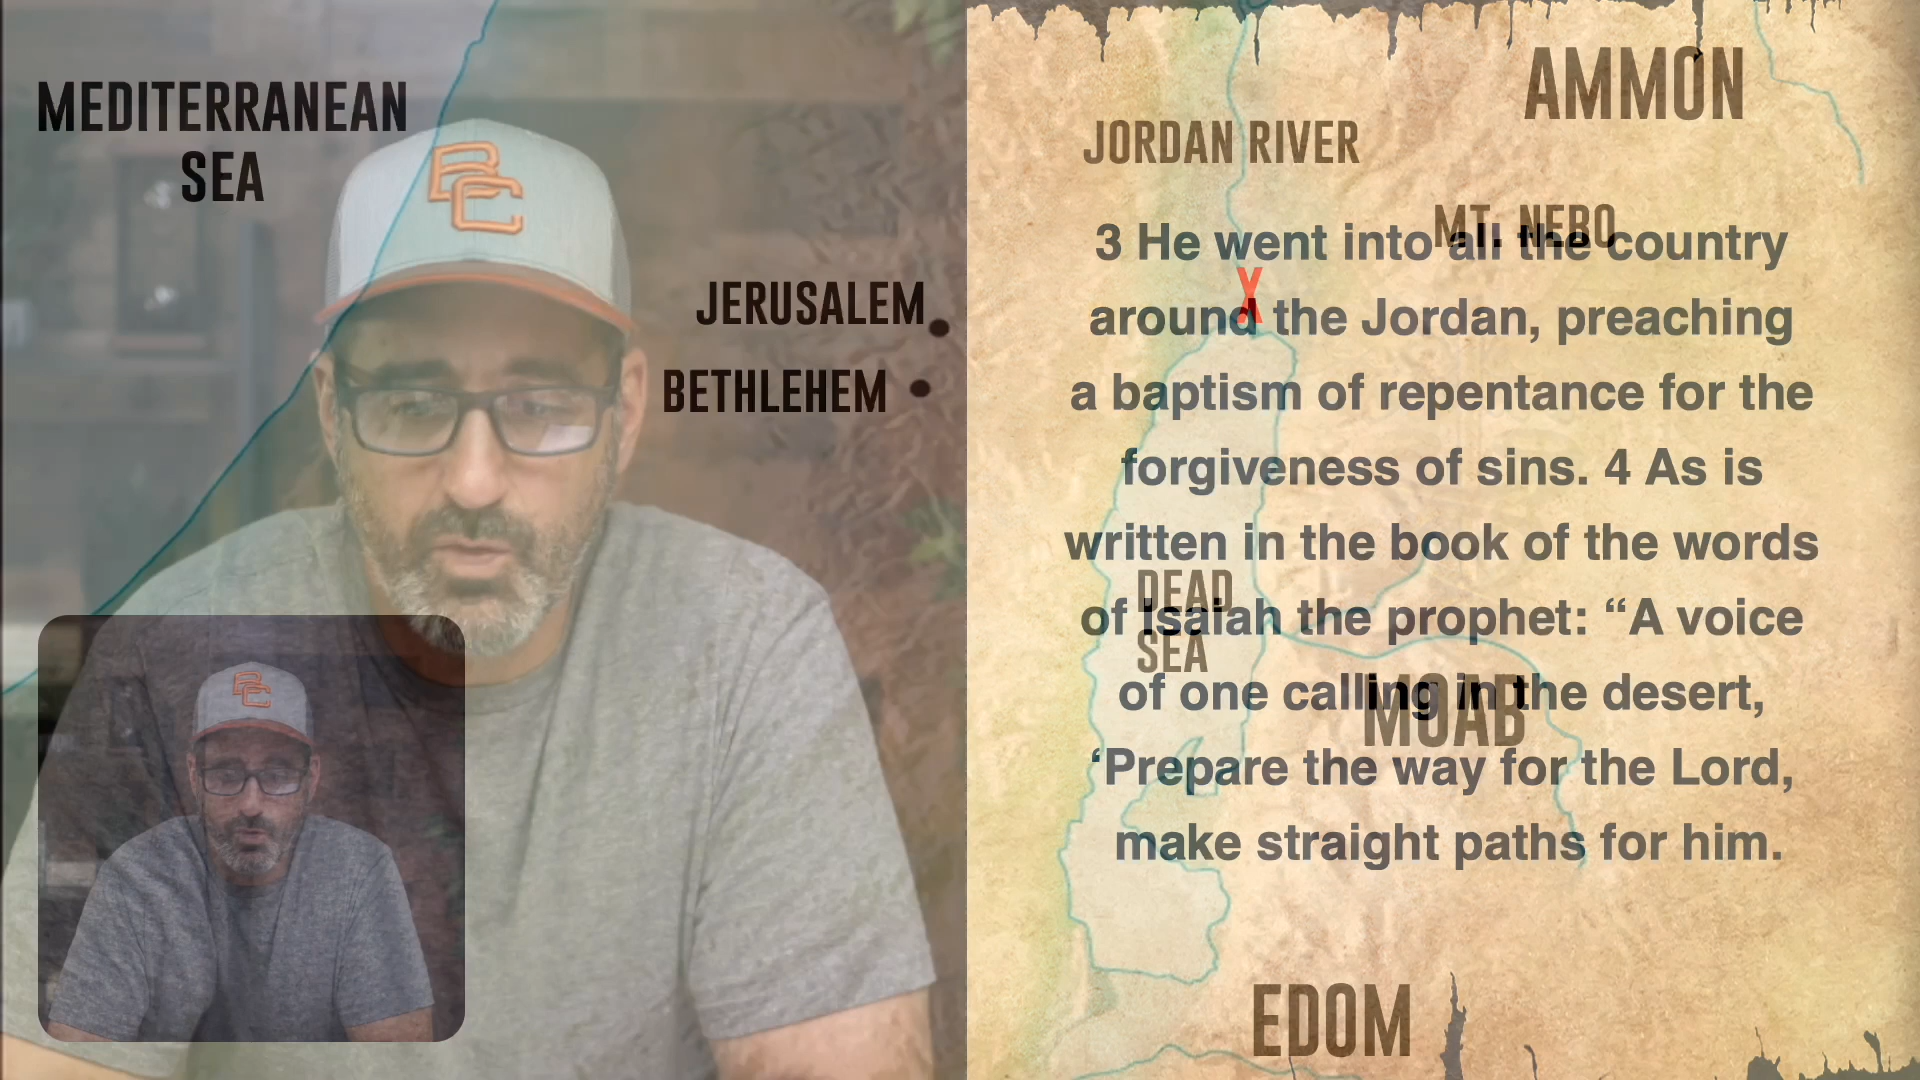 MEDITERRANEAN
SEA
BC
JERUSALEM
BETHLEHEM
BC
AMMON
JORDAN RIVER
MT. NEBO
X
3 He went into all the country
around the Jordan, preaching
a baptism of repentance for the
forgiveness of sins. 4 As is
written in the book of the words
of Isaiah the prophet: “A voice
of one calling in the desert,
‘Prepare the way for the Lord,
make straight paths for him.
DEAD
SEA
MOAB
EDOM